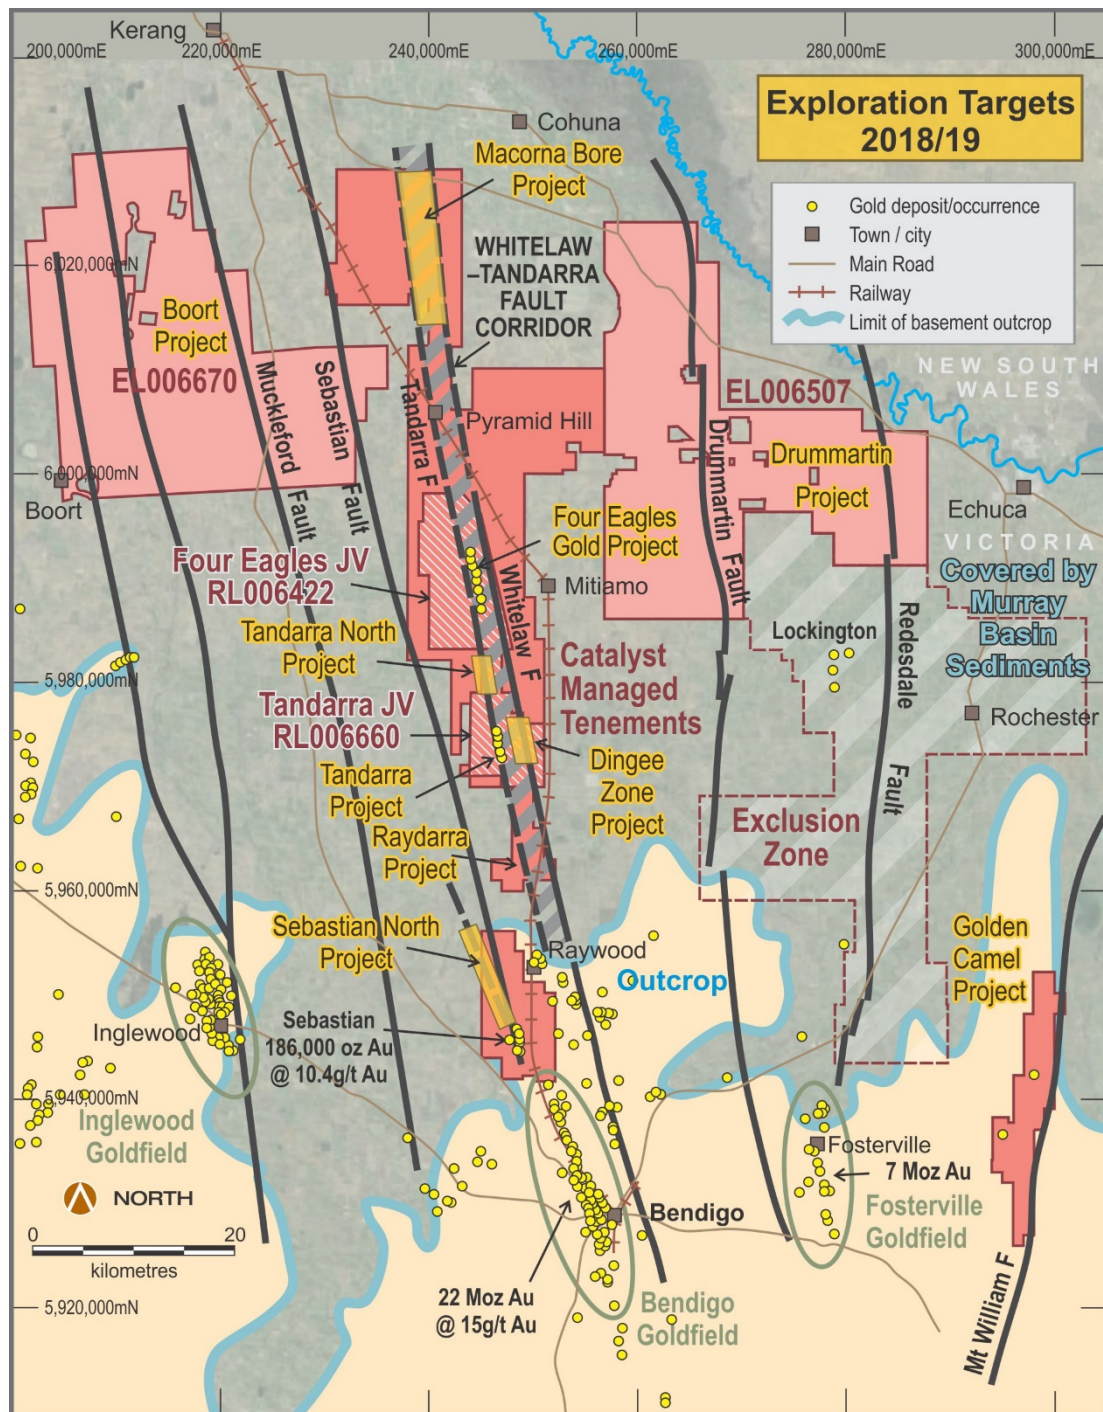 Kerang
200,000mE
220,000mE
240,000mE
260,000mE
280,000mE
300,000mE
Exploration Targets
2018/19
Cohuna
Macorna Bore
Project
Gold deposit/occurrence
Town / city
Main Road
Railway
Limit of basement outcrop
WHITELAW
–TANDARRA
FAULT
CORRIDOR
6,020,000mN
Boort
Project
EL006670
Muckleford
Fault
Sebastian
Fault
Tandarra F
Pyramid Hill
EL006507
NEW SOUTH
WALES
Drummartin
Fault
Drummartin
Project
6,000,000mN
Boort
Echuca
VICTORIA
Four Eagles
Gold Project
Four Eagles JV
RL006422
Whitelaw F
Mitiamo
Covered by
Murray
Basin
Sediments
Lockington
Redesdale
Fault
Tandarra North
Project
Catalyst
Managed
Tenements
5,980,000mN
Tandarra JV
RL006660
Rochester
Tandarra
Project
Dingee
Zone
Project
Raydarra
Project
Exclusion
Zone
5,960,000mN
Sebastian North
Project
Raywood
Outcrop
Golden
Camel
Project
Inglewood
Sebastian
186,000 oz Au
@ 10.4g/t Au
5,940,000mN
Inglewood
Goldfield
Fosterville
7 Moz Au
Fosterville
Goldfield
NORTH
0
20
kilometres
Bendigo
22 Moz Au
@ 15g/t Au
Bendigo
Goldfield
5,920,000mN
Mt William F